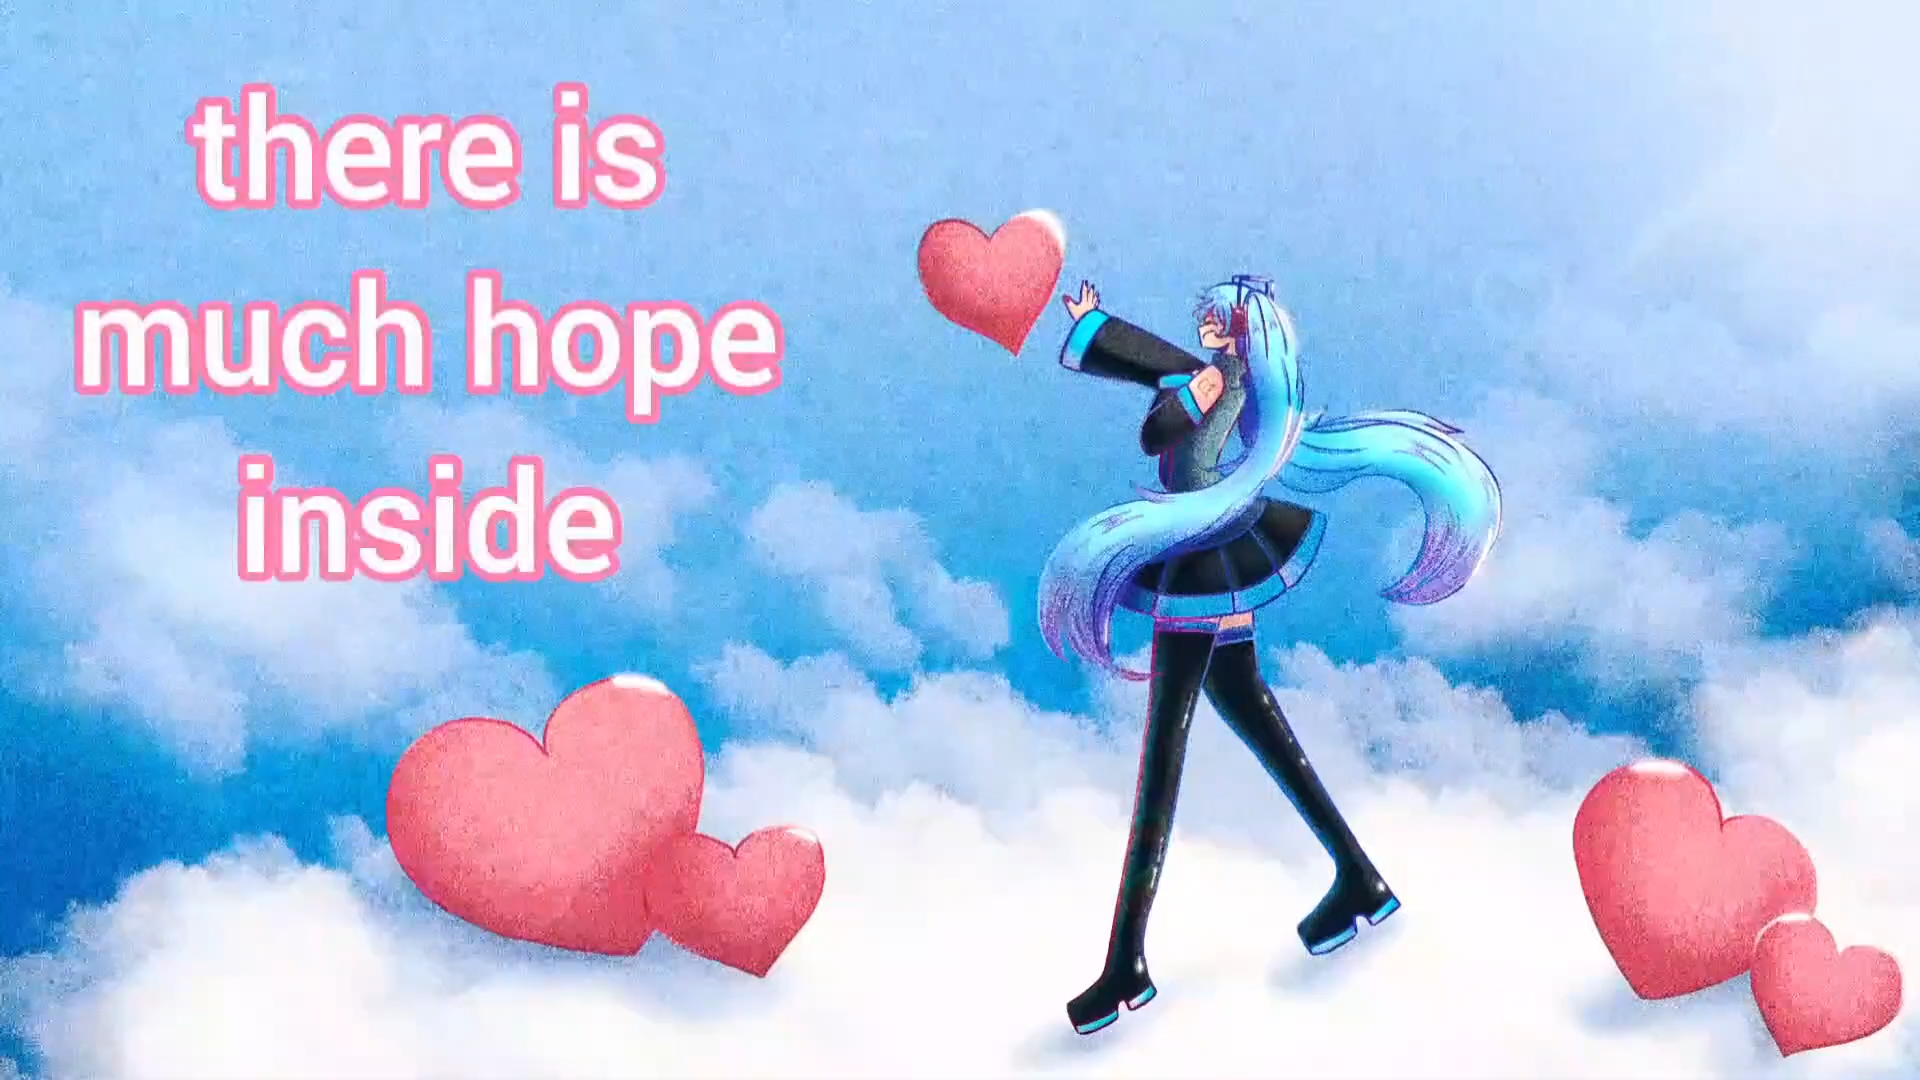 there is
much hope
inside